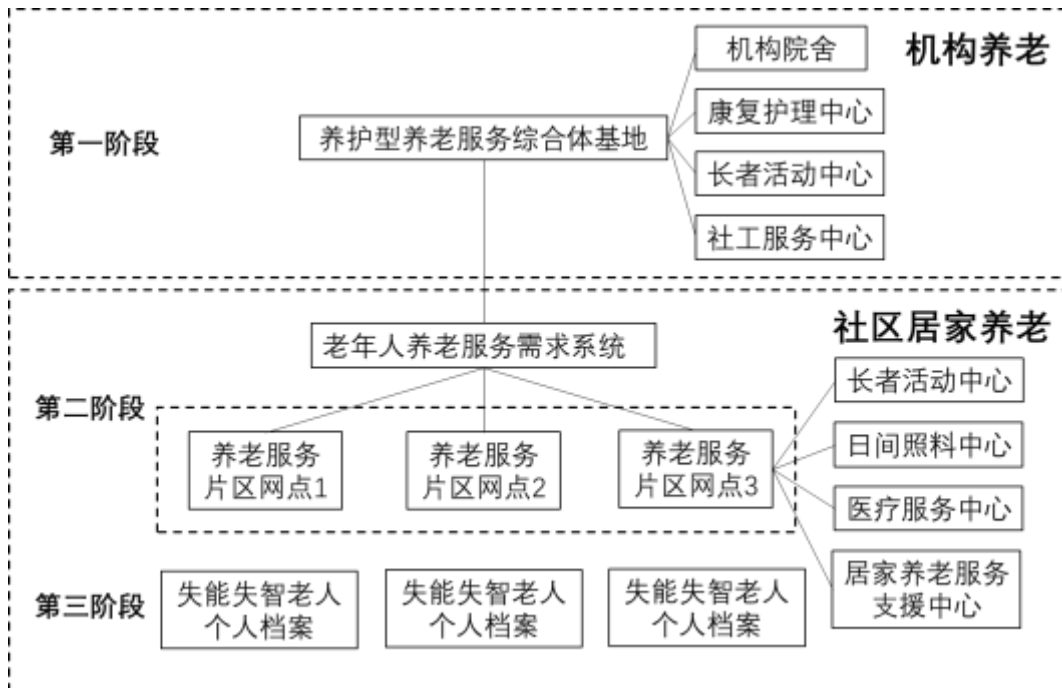 机构养老
机构院舍
康复护理中心
第一阶段
养护型养老服务综合体基地
长者活动中心
社工服务中心
社区居家养老
老年人养老服务需求系统
长者活动中心
第二阶段
养老服务
片区网点1
养老服务
片区网点2
养老服务
片区网点3
日间照料中心
医疗服务中心
居家养老服务
支援中心
第三阶段
失能失智老人
个人档案
失能失智老人
个人档案
失能失智老人
个人档案